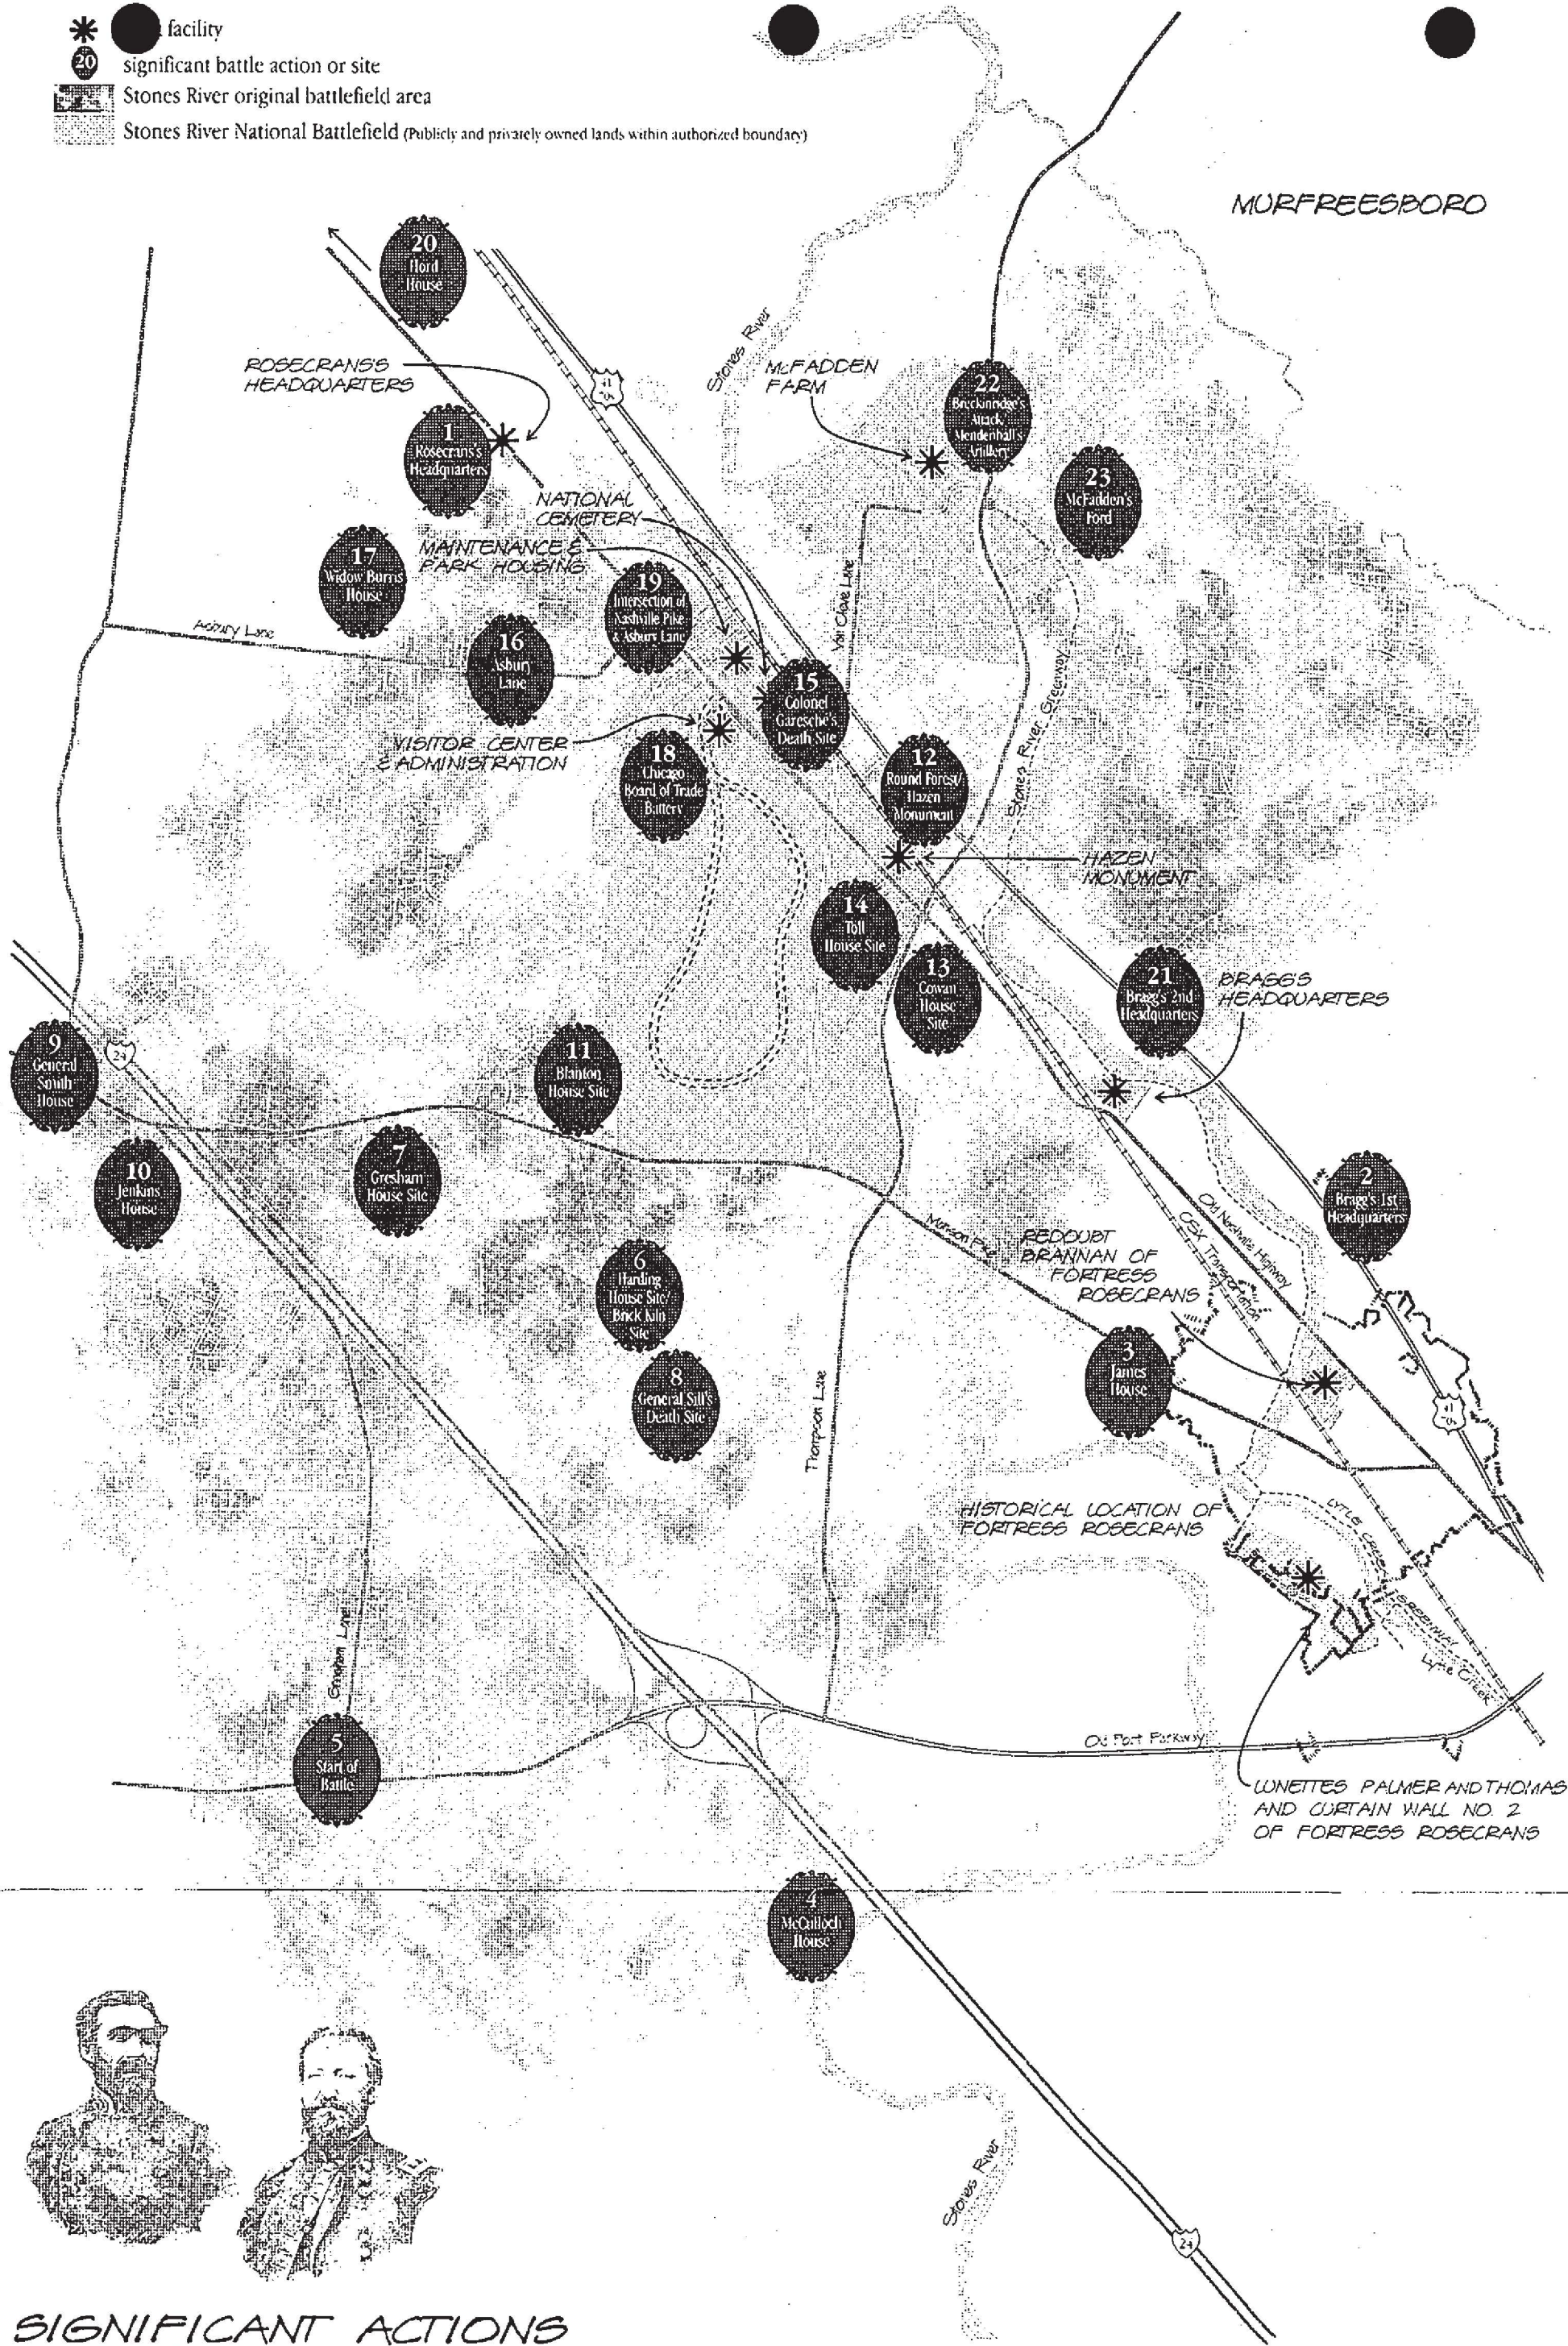 facility
20
significant battle action or site
Stones River original battlefield area
Stones River National Battlefield (Publicly and privately owned lands within authorized boundary)
MURFREESBORO
20
Hord
House
ROSECRANS'S
HEADQUARTERS
1
Rosecrans's
Headquarters
41
Stones River
McFADDEN
FARM
22
Breckinridge's
Attack,
Mendenhall's
Artillery
23
McFadden's
Ford
NATIONAL
CEMETERY
MAINTENANCE &
PARK HOUSING
17
Widow Burris
House
19
Intersection of
Nashville Pike
& Asbury Lane
Asbury Lane
16
Asbury
Lane
Van Cleve Lane
15
Colonel
Garesche's
Death Site
Stones River Greenway
VISITOR CENTER
& ADMINISTRATION
18
Chicago
Board of Trade
Battery
12
Round Forest/
Hazen
Monument
HAZEN
MONUMENT
14
Toll
House Site
13
Cowan
House
Site
21
Bragg's 2nd
Headquarters
BRAGG'S
HEADQUARTERS
9
General
Smith
House
24
11
Blanton
House Site
10
Jenkins
House
7
Gresham
House Site
2
Bragg's 1st
Headquarters
Manson Pike
Old Nashville Highway
CSX Transportation
REDOUBT
BRANNAN OF
FORTRESS
ROSECRANS
6
Harding
House Site/
Brick Kiln
Site
3
James
House
8
General Sill's
Death Site
Thompson Lane
41
HISTORICAL LOCATION OF
FORTRESS ROSECRANS
LYTLE CREEK
GREENWAY
Lytle Creek
Gresham Lane
5
Start of
Battle
Old Fort Parkway
LUNETTES PALMER AND THOMAS
AND CURTAIN WALL NO. 2
OF FORTRESS ROSECRANS
4
McCulloch
House
Stones River
24
SIGNIFICANT ACTIONS